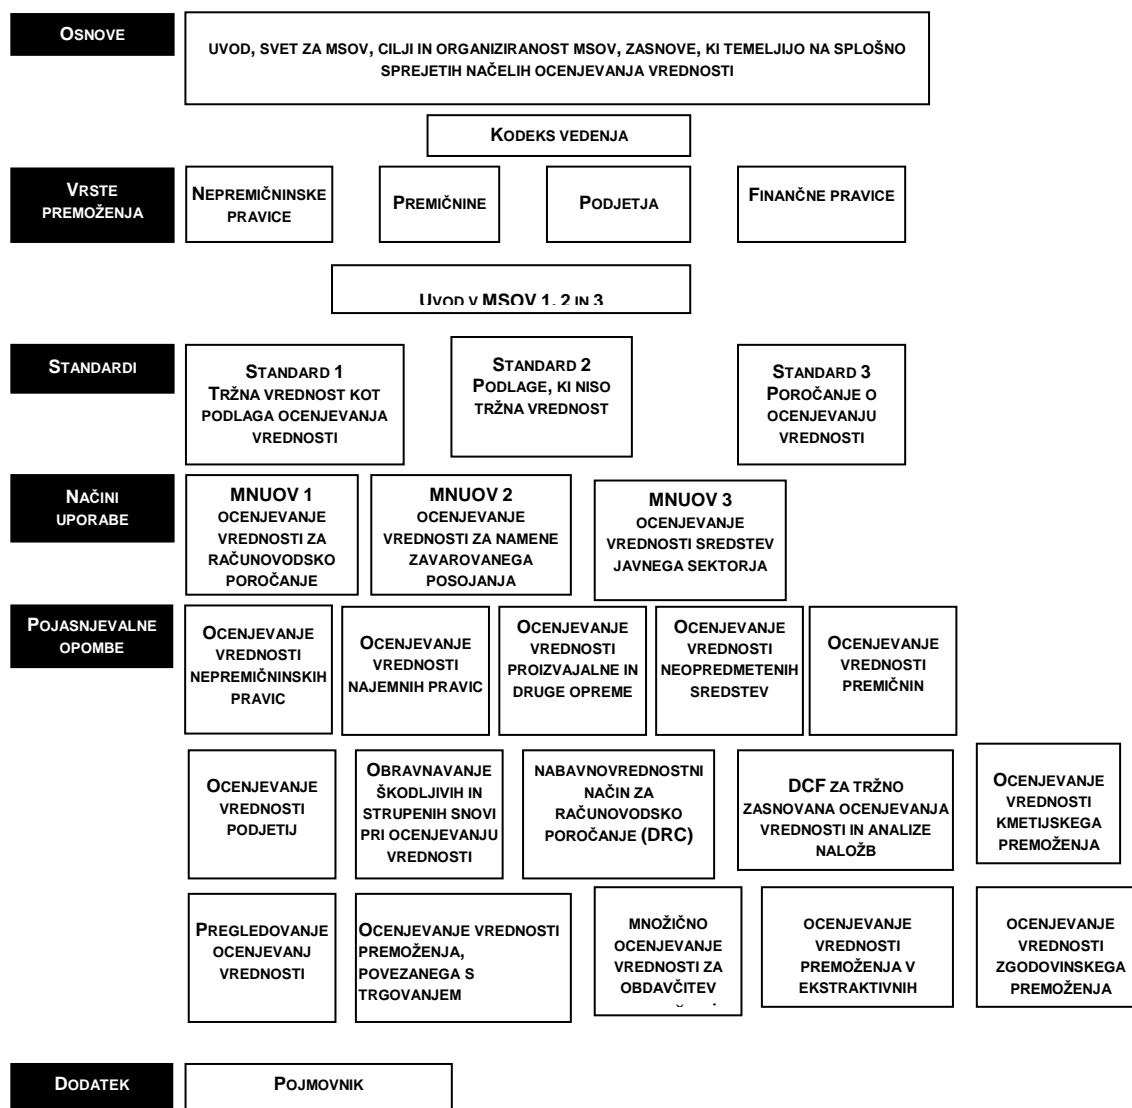 OSNOVE
UVOD, SVET ZA MSOV, CILJI IN ORGANIZIRANOST MSOV, ZASNOVE, KI TEMELJIJO NA SPLOŠNO
SPREJETIH NAČELIH OCENJEVANJA VREDNOSTI
KODEKS VEDENJA
VRSTE
PREMOŽENJA
NEPREMIČNINSKE
PRAVICE
PREMIČNINE
PODJETJA
FINANČNE PRAVICE
UVOD V MSOV 1, 2 IN 3
STANDARDI
STANDARD 1
TRŽNA VREDNOST KOT
PODLAGA OCENJEVANJA
VREDNOSTI
STANDARD 2
PODLAGE, KI NISO
TRŽNA VREDNOST
STANDARD 3
POROČANJE O
OCENJEVANJU
VREDNOSTI
NAČINI
UPORABE
MNUOV 1
OCENJEVANJE
VREDNOSTI ZA
RAČUNOVODSKO
POROČANJE
MNUOV 2
OCENJEVANJE
VREDNOSTI ZA NAMENE
ZAVAROVANEGA
POSOJANJA
MNUOV 3
OCENJEVANJE
VREDNOSTI SREDSTEV
JAVNEGA SEKTORJA
POJASNJEVALNE
OPOMBE
OCENJEVANJE
VREDNOSTI
NEPREMIČNINSKIH
PRAVIC
OCENJEVANJE
VREDNOSTI
NAJEMNIH PRAVIC
OCENJEVANJE
VREDNOSTI
PROIZVAJALNE IN
DRUGE OPREME
OCENJEVANJE
VREDNOSTI
NEOPREDMETENIH
SREDSTEV
OCENJEVANJE
VREDNOSTI
PREMIČNIN
OCENJEVANJE
VREDNOSTI
PODJETIJ
OBRAVNAVANJE
ŠKODLJIVIH IN
STRUPENIH SNOVI
PRI OCENJEVANJU
VREDNOSTI
NABAVNOVREDNOSTNI
NAČIN ZA
RAČUNOVODSKO
POROČANJE (DRC)
DCF ZA TRŽNO
ZASNOVANA OCENJEVANJA
VREDNOSTI IN ANALIZE
NALOŽB
OCENJEVANJE
VREDNOSTI
KMETIJSKEGA
PREMOŽENJA
PREGLEDOVANJE
OCENJEVANJ
VREDNOSTI
OCENJEVANJE VREDNOSTI
PREMOŽENJA,
POVEZANEGA S
TRGOVANJEM
MNOŽIČNO
OCENJEVANJE
VREDNOSTI ZA
OBDAVČITEV
OCENJEVANJE
VREDNOSTI
PREMOŽENJA V
EKSTRAKTIVNIH
OCENJEVANJE
VREDNOSTI
ZGODOVINSKEGA
PREMOŽENJA
DODATEK
POJMOVNIK